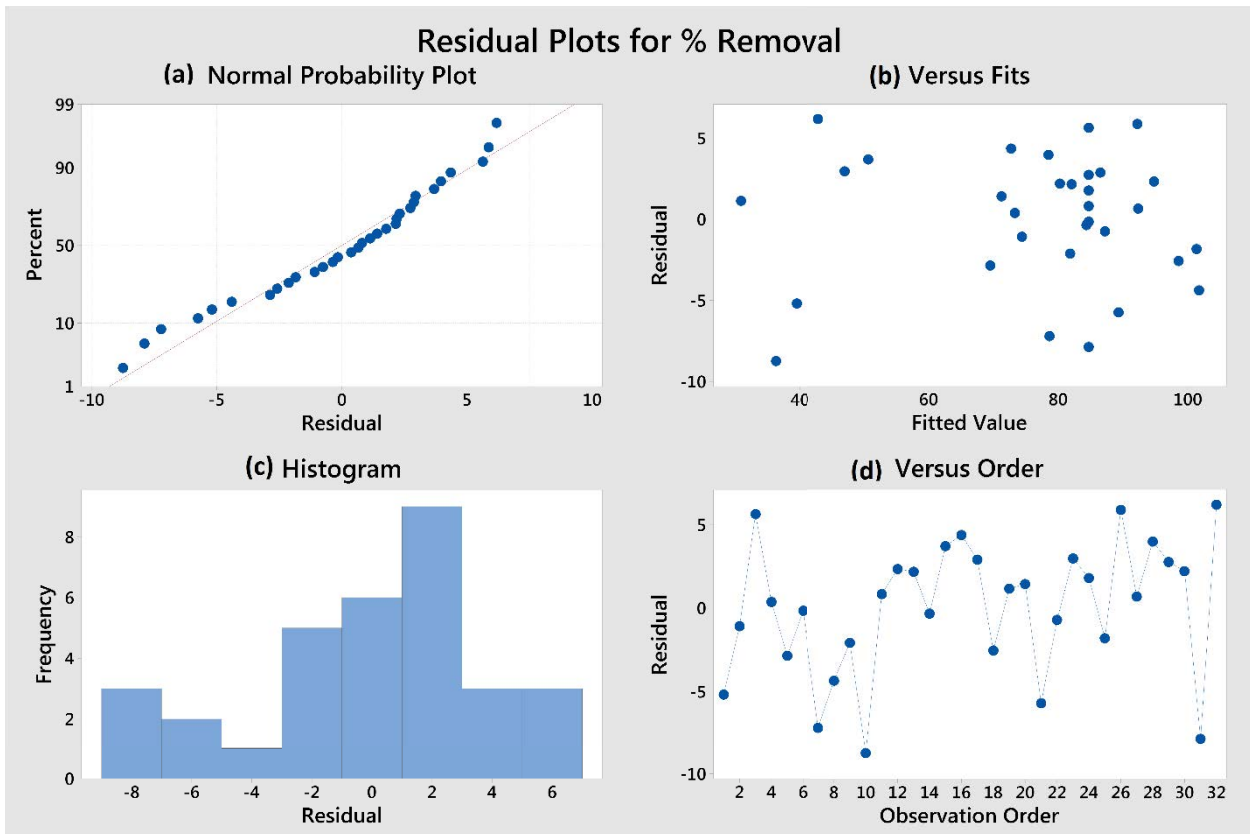 Residual Plots for % Removal
(a) Normal Probability Plot
99
90
50
10
1
Percent
-10 -5 0 5 10
Residual
(b) Versus Fits
5
0
-5
-10
Residual
40 60 80 100
Fitted Value
(c) Histogram
8
6
4
2
0
Frequency
-8 -6 -4 -2 0 2 4 6
Residual
(d) Versus Order
5
0
-5
-10
Residual
2 4 6 8 10 12 14 16 18 20 22 24 26 28 30 32
Observation Order